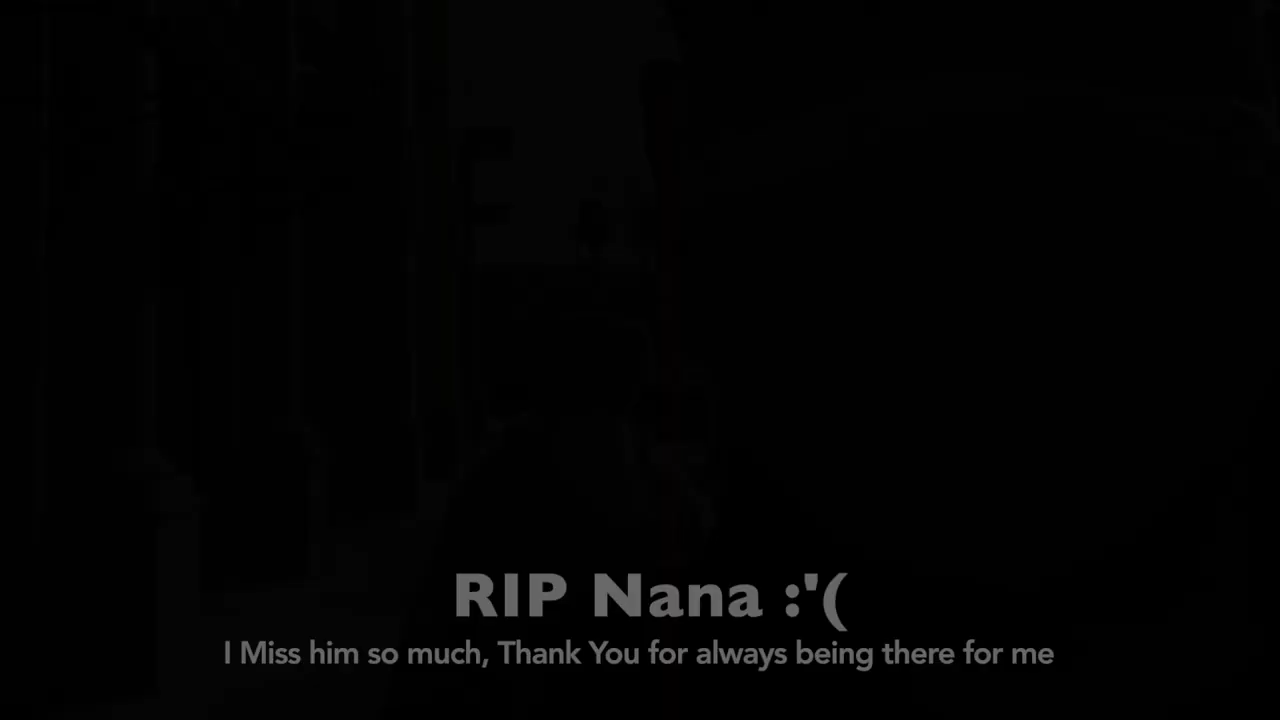 RIP Nana :'(
I Miss him so much, Thank You for always being there for me